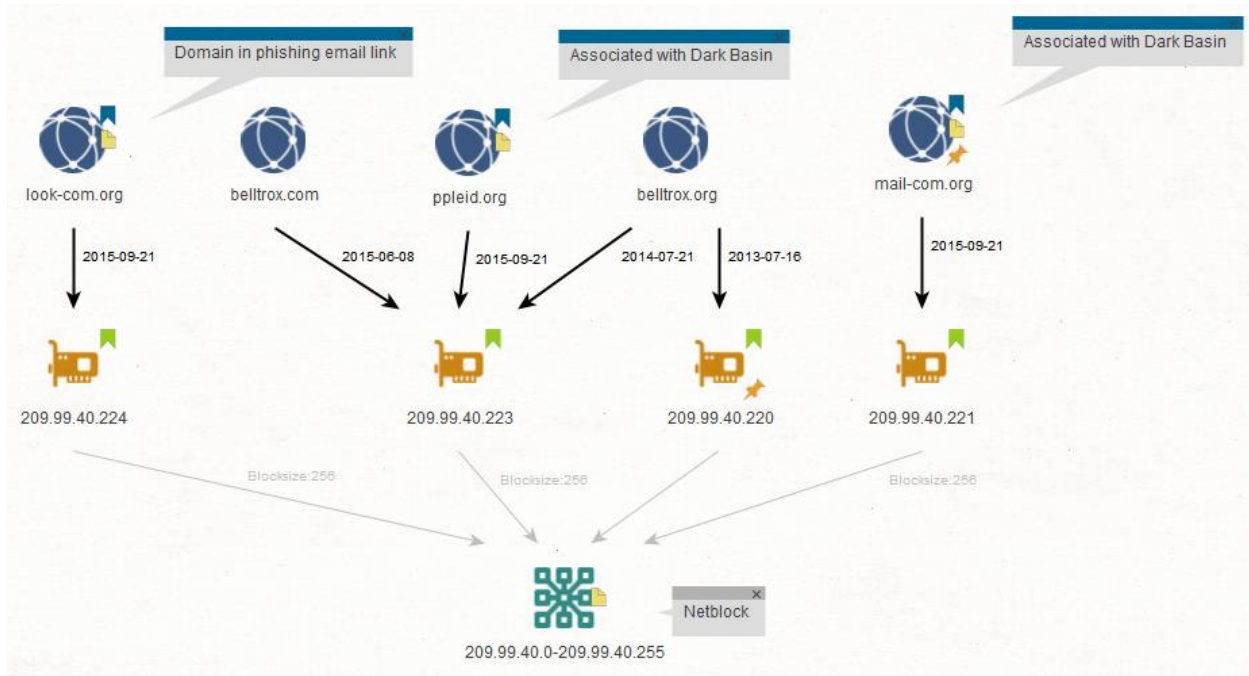 Domain in phishing email link
Associated with Dark Basin
Associated with Dark Basin
look-com.org
belltrox.com
ppleid.org
belltrox.org
mail-com.org
2015-09-21
2015-06-08
2015-09-21
2014-07-21
2013-07-16
2015-09-21
209.99.40.224
209.99.40.223
209.99.40.220
209.99.40.221
Blocksize:256
Blocksize:256
Blocksize:256
Netblock
209.99.40.0-209.99.40.255